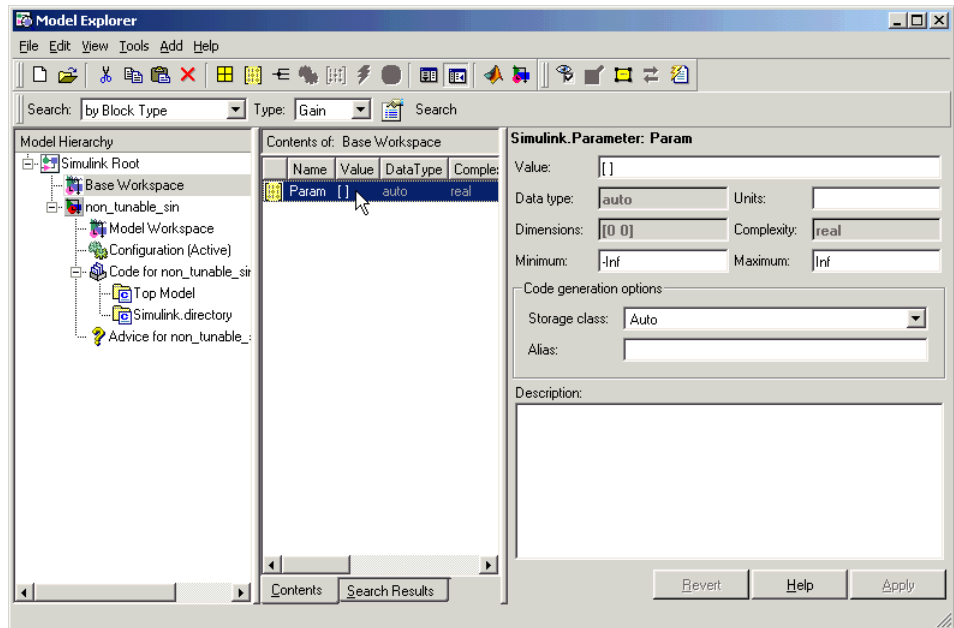 Model Explorer
File Edit View Tools Add Help
Search: by Block Type Type: Gain Search
Model Hierarchy
Simulink Root
Base Workspace
non_tunable_sin
Model Workspace
Configuration (Active)
Code for non_tunable_sin
Top Model
Simulink.directory
Advice for non_tunable_
Contents of: Base Workspace
Name Value DataType Complex
Param [ ] auto real
Contents Search Results
Simulink.Parameter: Param
Value: [ ]
Data type: auto Units:
Dimensions: [0 0] Complexity: real
Minimum: -Inf Maximum: Inf
Code generation options
Storage class: Auto
Alias:
Description:
Revert Help Apply